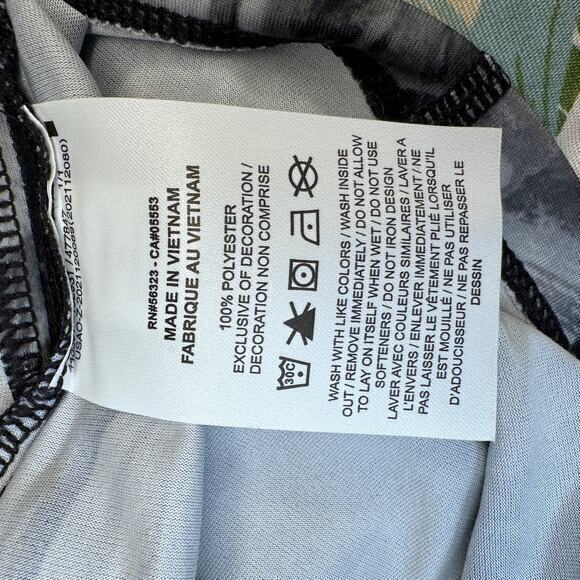 RN#56323 - CA#05553
MADE IN VIETNAM
FABRIQUE AU VIETNAM
100% POLYESTER
EXCLUSIVE OF DECORATION /
DECORATION NON COMPRISE
30C
WASH WITH LIKE COLORS / WASH INSIDE
OUT / REMOVE IMMEDIATELY / DO NOT ALLOW
TO LAY ON ITSELF WHEN WET / DO NOT USE
SOFTENERS / DO NOT IRON DESIGN
LAVER AVEC COULEURS SIMILAIRES / LAVER A
L'ENVERS / ENLEVER IMMEDIATEMENT / NE
PAS LAISSER LE VÊTEMENT PLIÉ LORSQU'IL
EST MOUILLÉ / NE PAS UTILISER
D'ADOUCISSEUR / NE PAS REPASSER LE
DESSIN